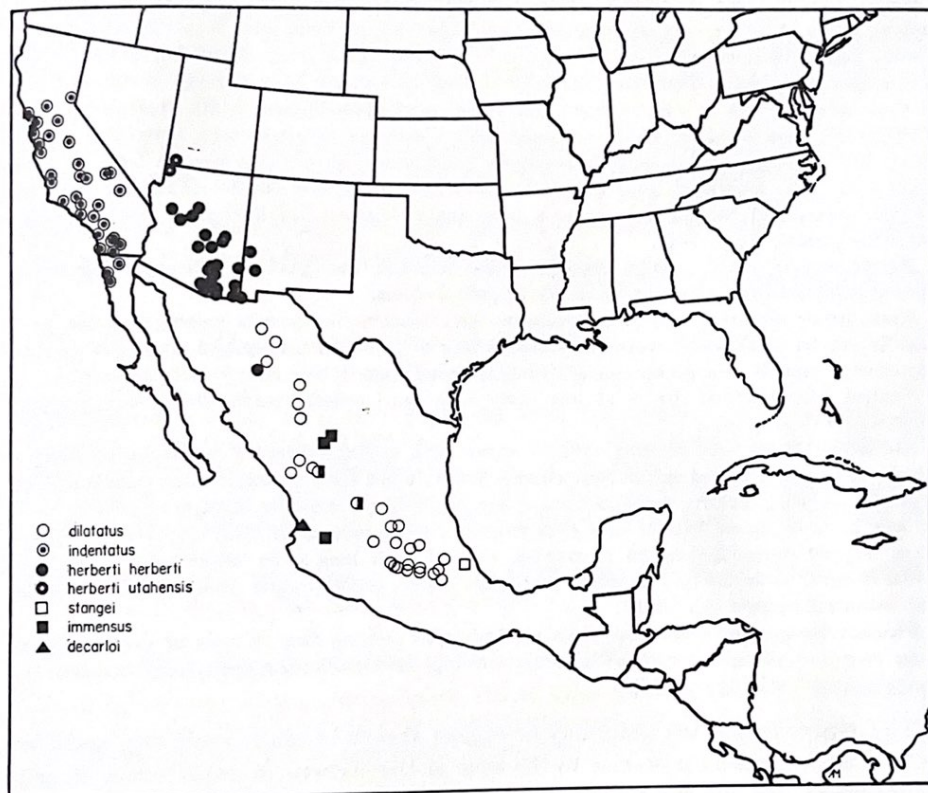 dilatatus
indentatus
herberti herberti
herberti utahensis
stangei
immensus
decarloi